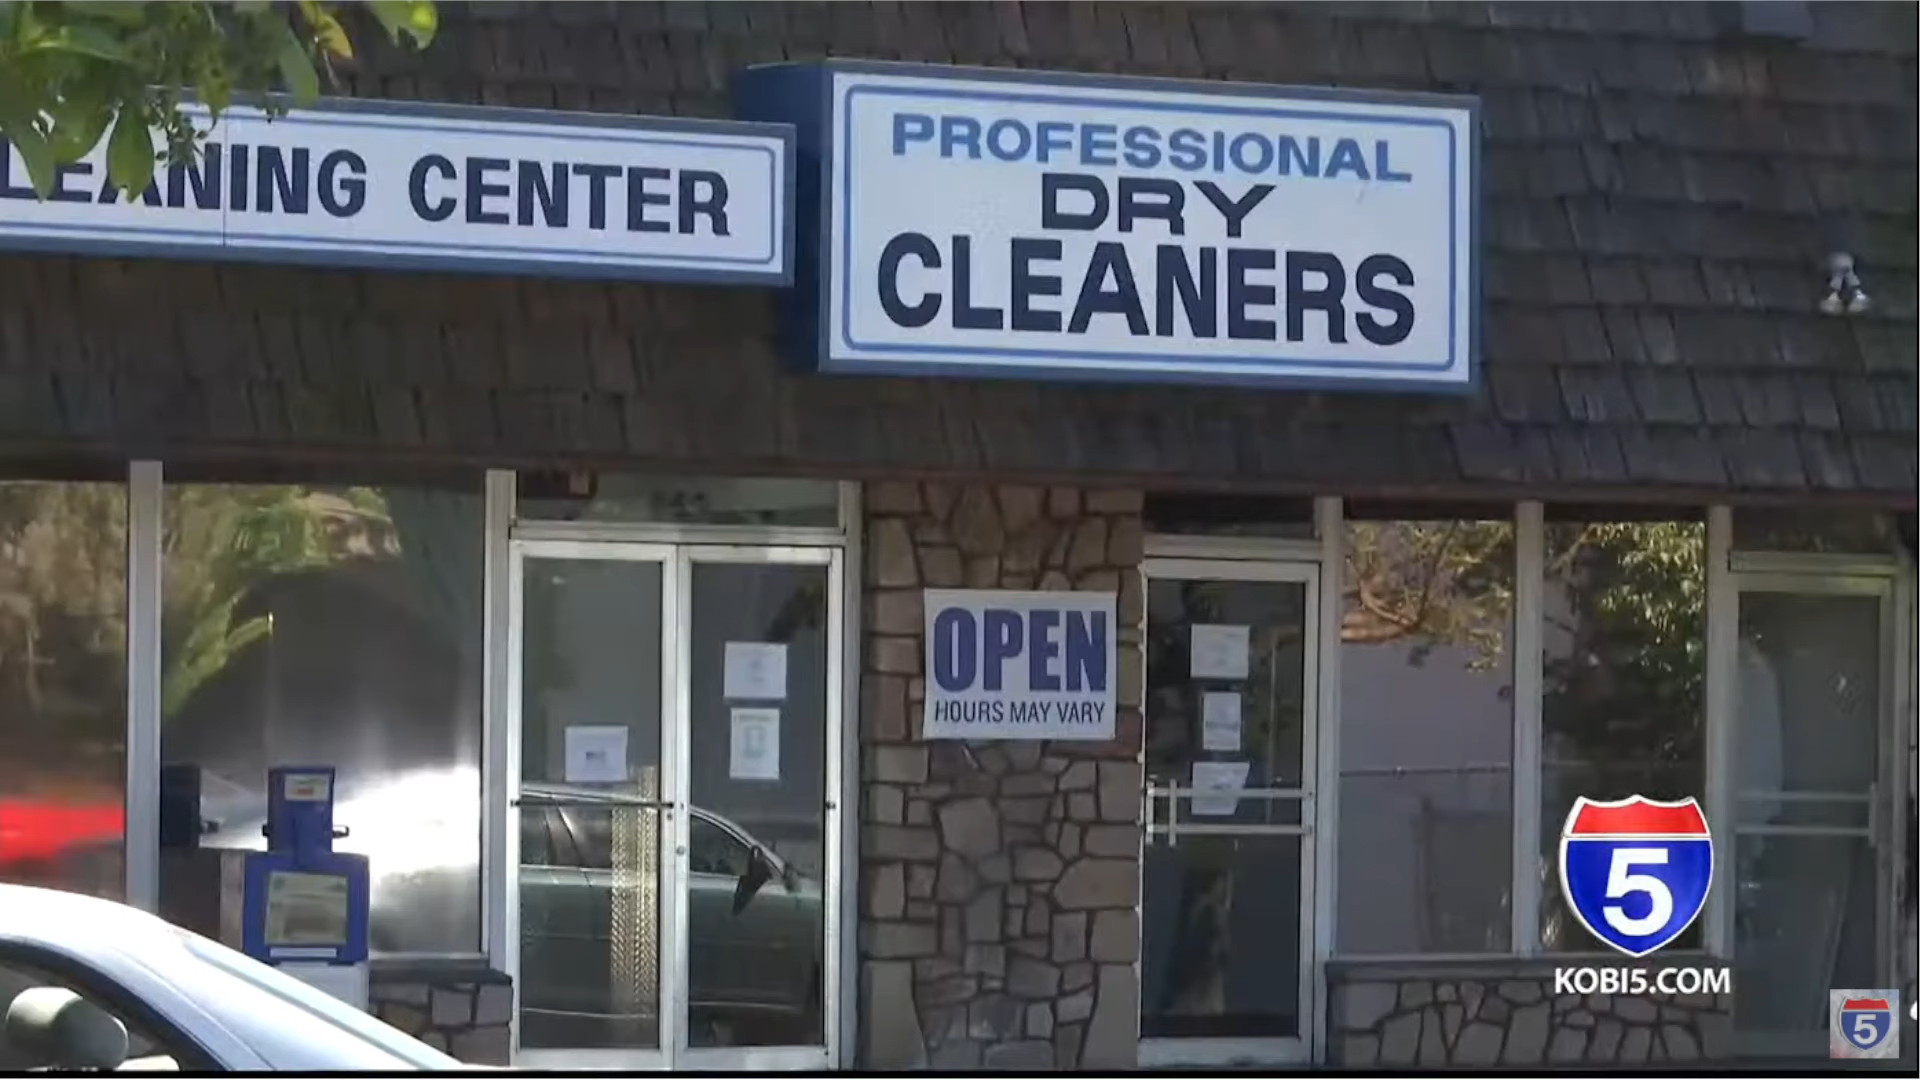 LEANING CENTER
PROFESSIONAL
DRY
CLEANERS
OPEN
HOURS MAY VARY
5
KOBI5.COM
5